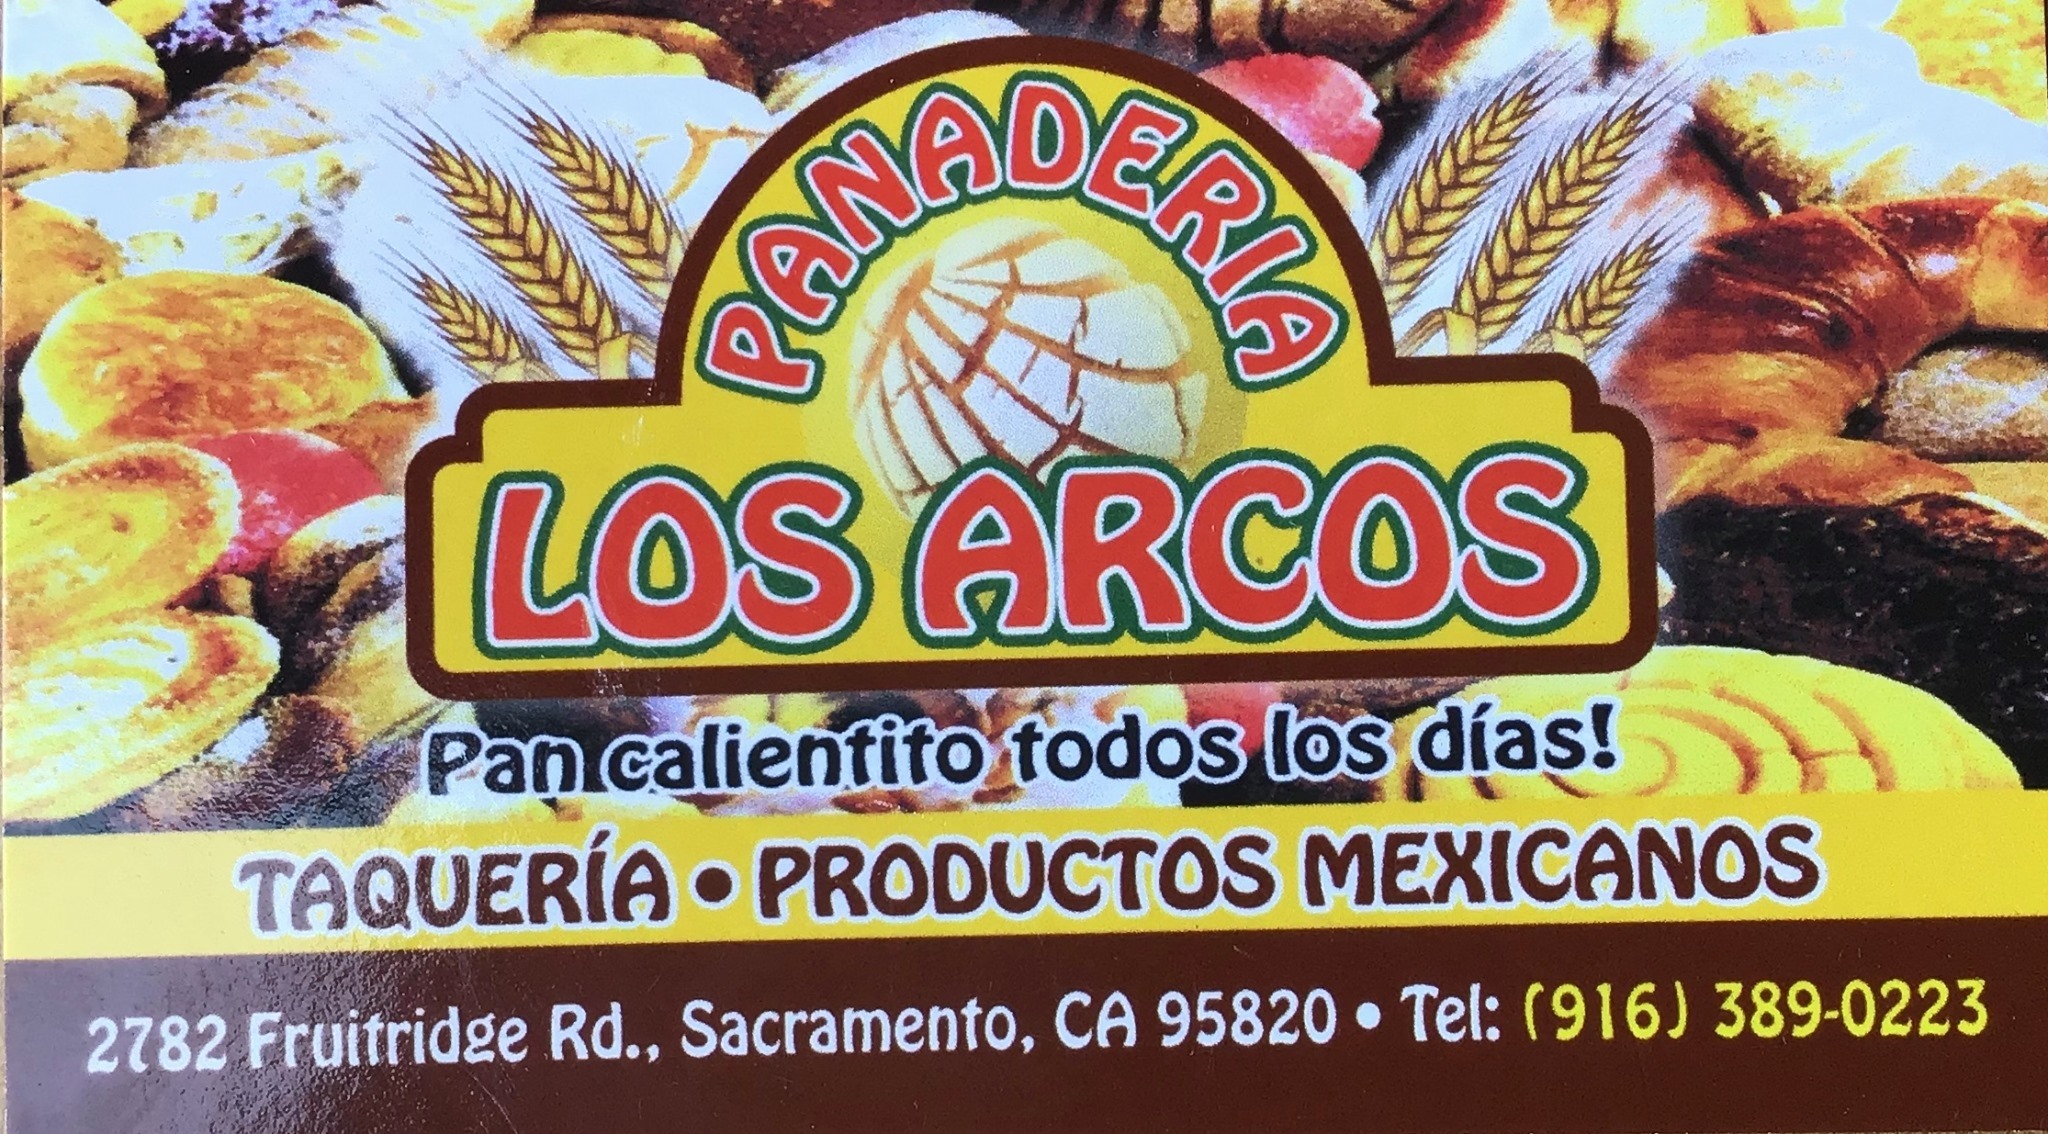 PANADERIA
LOS ARCOS
Pan calientito todos los días!
TAQUERÍA • PRODUCTOS MEXICANOS
2782 Fruitridge Rd., Sacramento, CA 95820 • Tel: (916) 389-0223